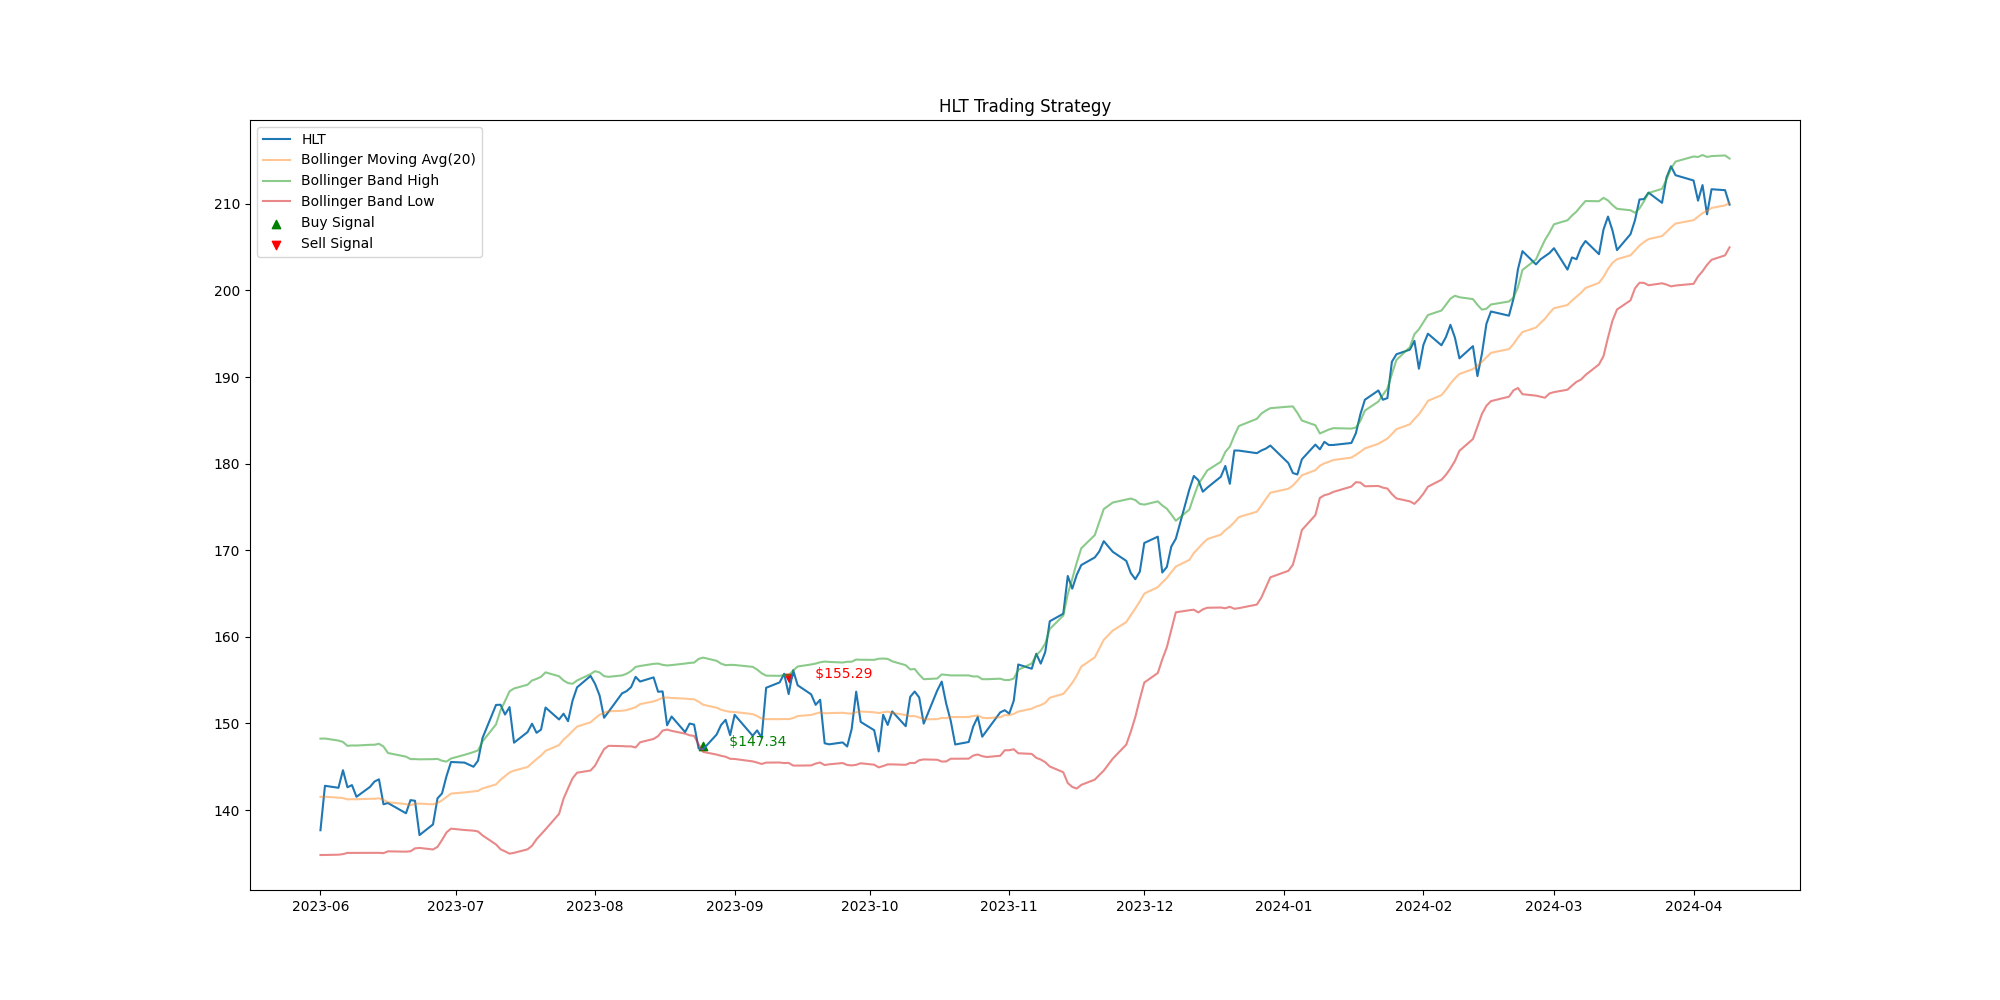 HLT Trading Strategy
HLT
Bollinger Moving Avg(20)
Bollinger Band High
Bollinger Band Low
Buy Signal
Sell Signal
210
200
190
180
170
160
150
140
$155.29
$147.34
2023-06 2023-07 2023-08 2023-09 2023-10 2023-11 2023-12 2024-01 2024-02 2024-03 2024-04